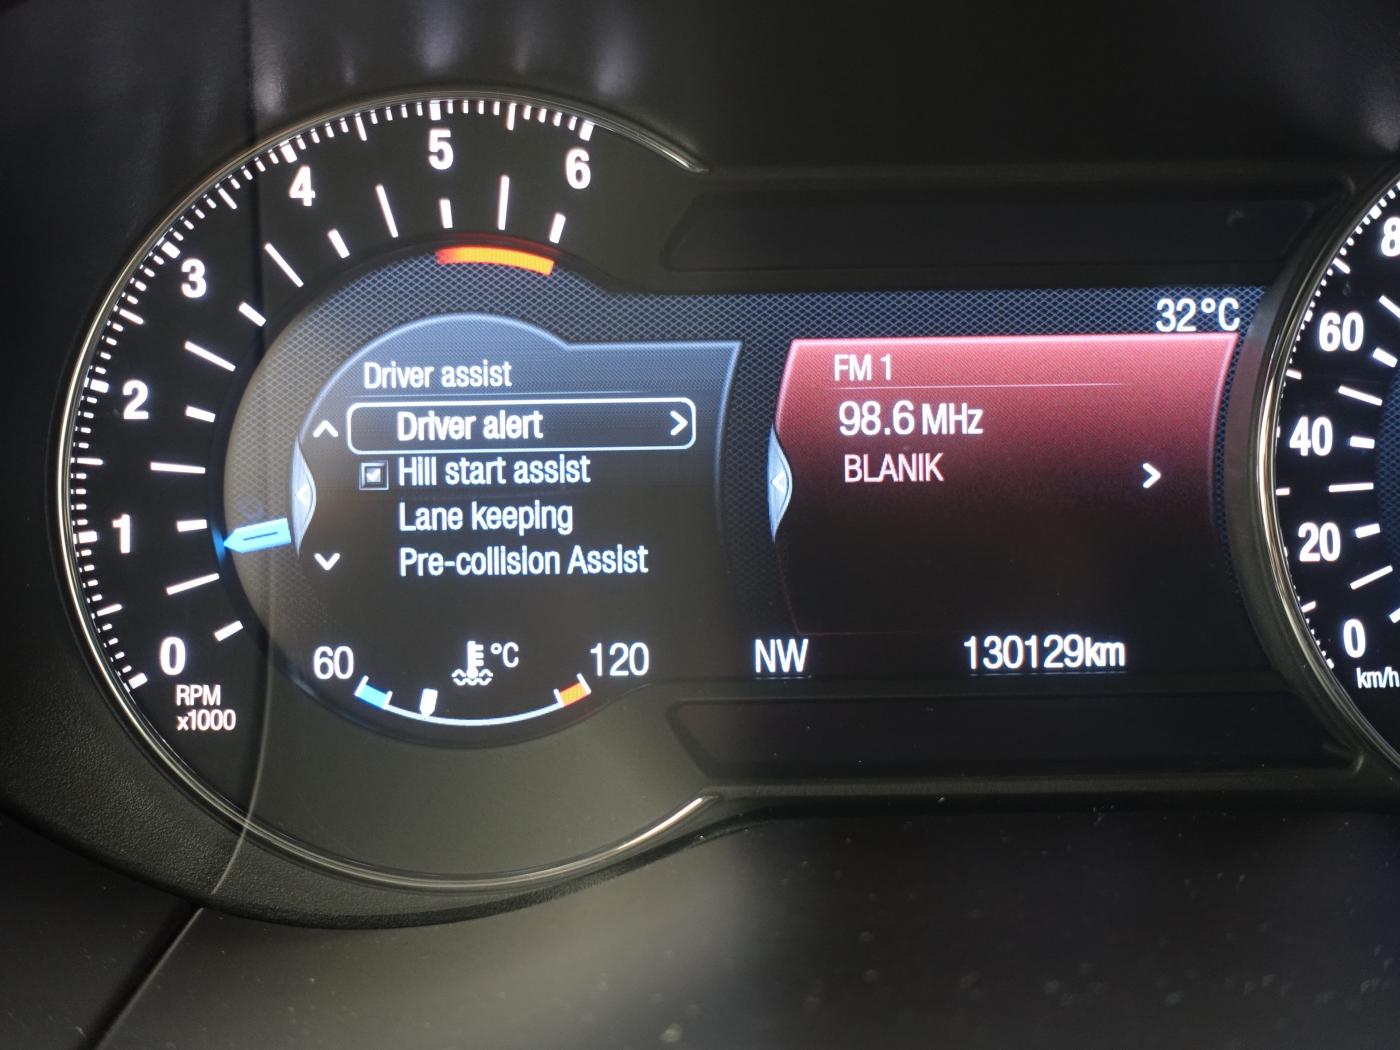 6
5
4
3
2
1
0
RPM
x1000
Driver assist
Driver alert
Hill start assist
Lane keeping
Pre-collision Assist
60
°C
120
32°C
FM 1
98.6 MHz
BLANIK
NW
130129km
60
40
20
0
km/h